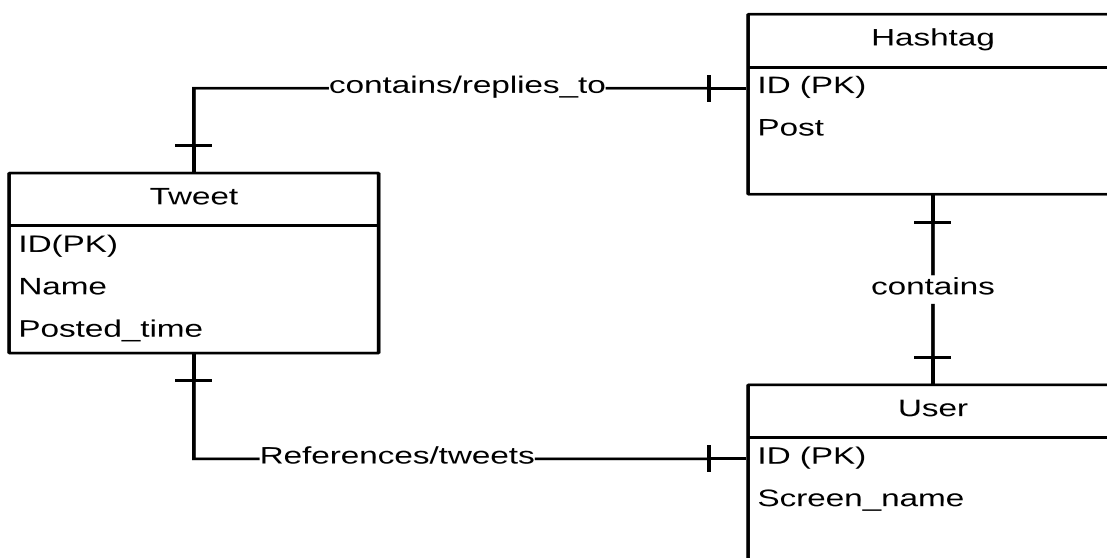 Hashtag
ID (PK)
Post
contains/replies_to
Tweet
ID(PK)
Name
Posted_time
contains
User
ID (PK)
Screen_name
References/tweets